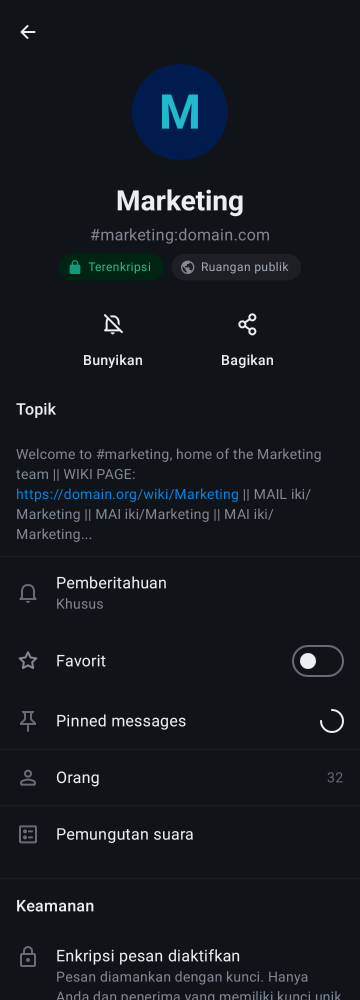 M
Marketing
#marketing:domain.com
Terenkripsi
Ruangan publik
Bunyikan
Bagikan
Topik
Welcome to #marketing, home of the Marketing
team || WIKI PAGE:
https://domain.org/wiki/Marketing || MAIL iki/
Marketing || MAI iki/Marketing || MAI iki/
Marketing...
Pemberitahuan
Khusus
Favorit
Pinned messages
Orang 32
Pemungutan suara
Keamanan
Enkripsi pesan diaktifkan
Pesan diamankan dengan kunci. Hanya
Anda dan penerima yang memiliki kunci unik